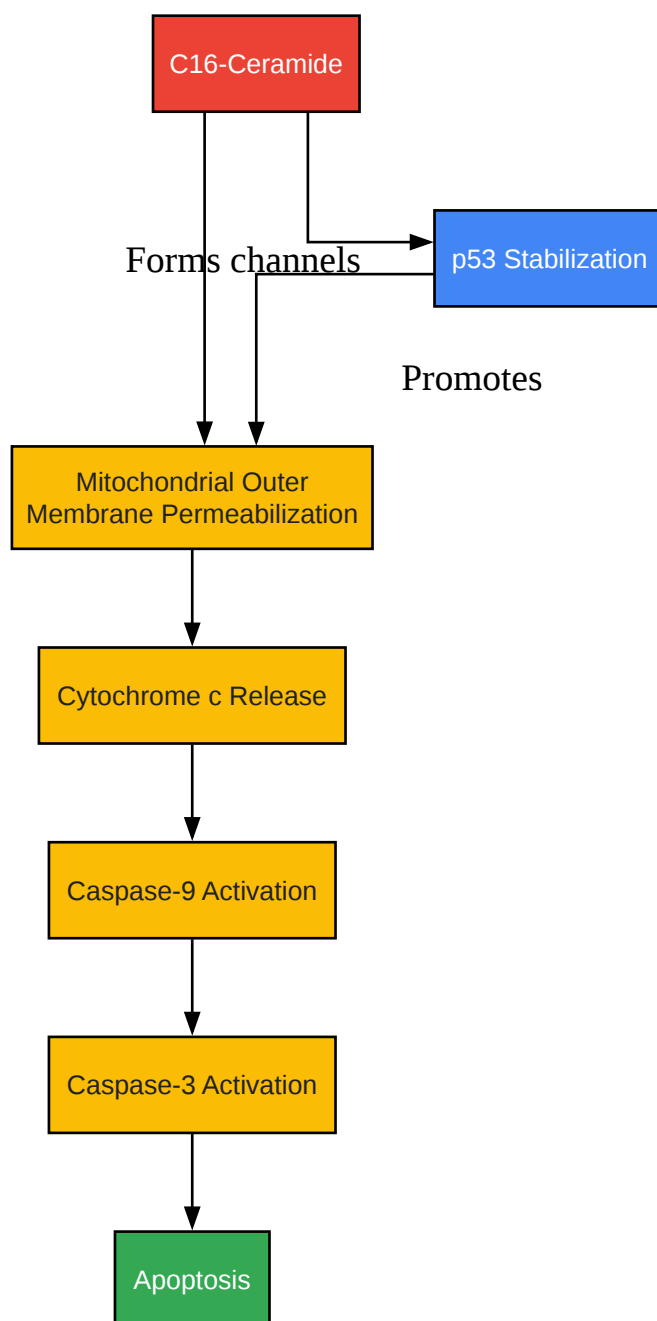 C16-Ceramide
Forms channels
p53 Stabilization
Promotes
Mitochondrial Outer
Membrane Permeabilization
Cytochrome c Release
Caspase-9 Activation
Caspase-3 Activation
Apoptosis